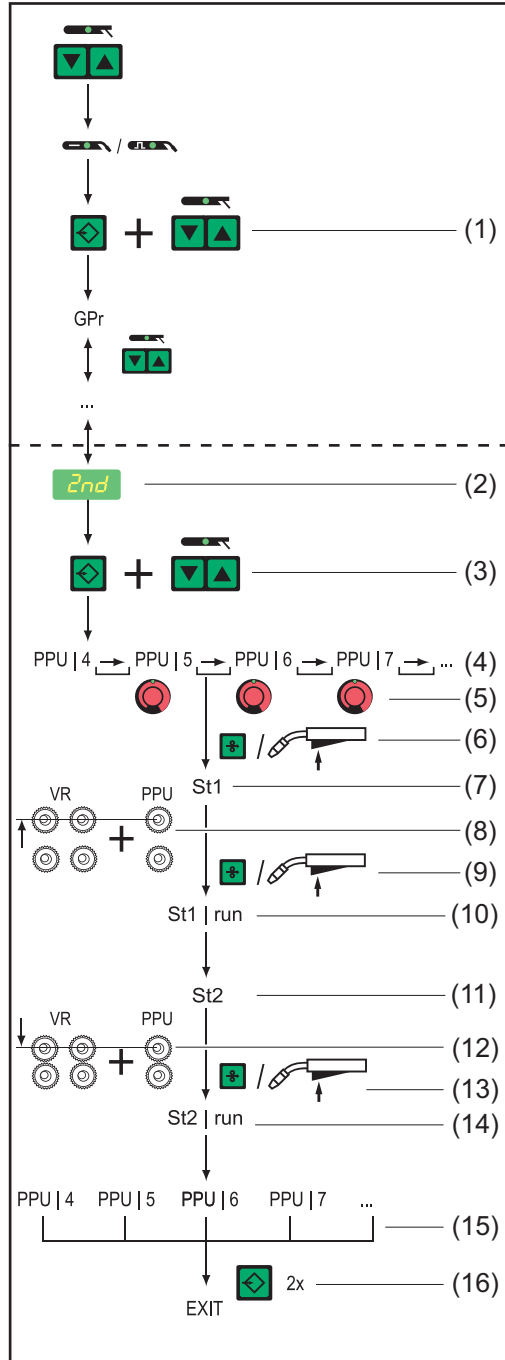 /
+
(1)
GPr
...
2nd
(2)
+
(3)
PPU | 4
PPU | 5
PPU | 6
PPU | 7
...
(4)
(5)
/
(6)
St1
(7)
VR
PPU
+
(8)
/
(9)
St1 | run
(10)
St2
(11)
VR
PPU
+
(12)
/
(13)
St2 | run
(14)
PPU | 4
PPU | 5
PPU | 6
PPU | 7
...
(15)
2x
(16)
EXIT